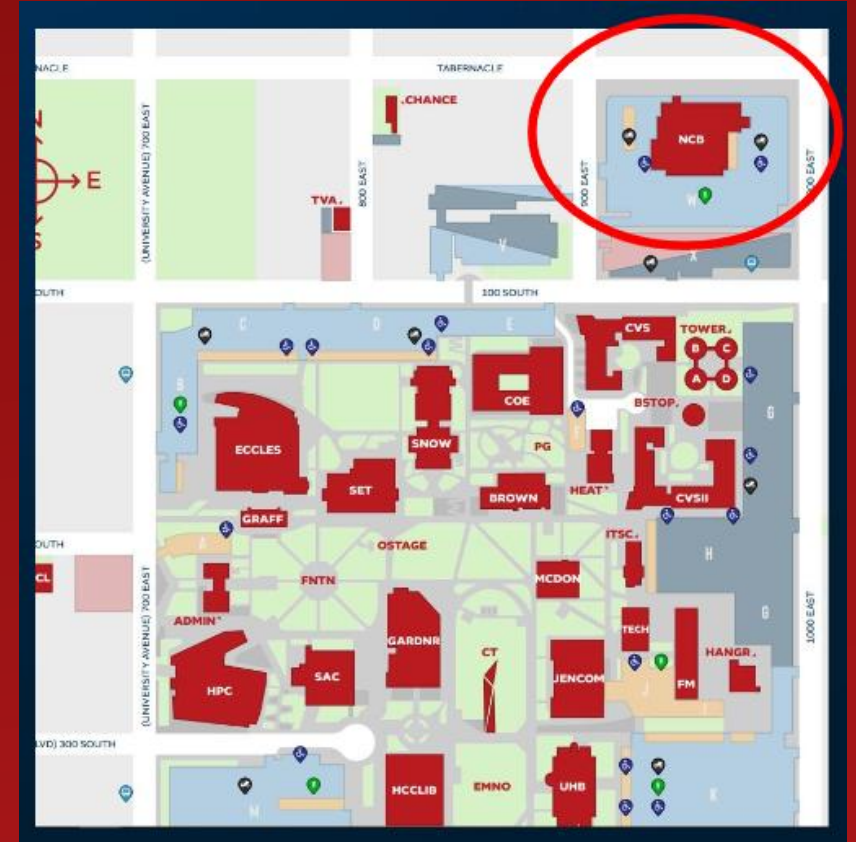 NACLE
TABERNACLE
N
E
S
(UNIVERSITY AVENUE) 700 EAST
800 EAST
900 EAST
00 EAST
CHANCE
NCB
W
TVA
V
X
OUTH
100 SOUTH
C
D
E
B
CVS
TOWER
B
C
A
D
COE
BSTOP
G
ECCLES
SNOW
PG
SET
BROWN
HEAT
CVSII
GRAFF
OUTH
A
OSTAGE
ITSC
H
CL
FNTN
MCDON
ADMIN
(UNIVERSITY AVENUE) 700 EAST
GARDNR
CT
TECH
G
1000 EAST
HPC
SAC
JENCOM
FM
HANGR
J
LVD) 300 SOUTH
M
HCCLIB
EMNO
UHB
K